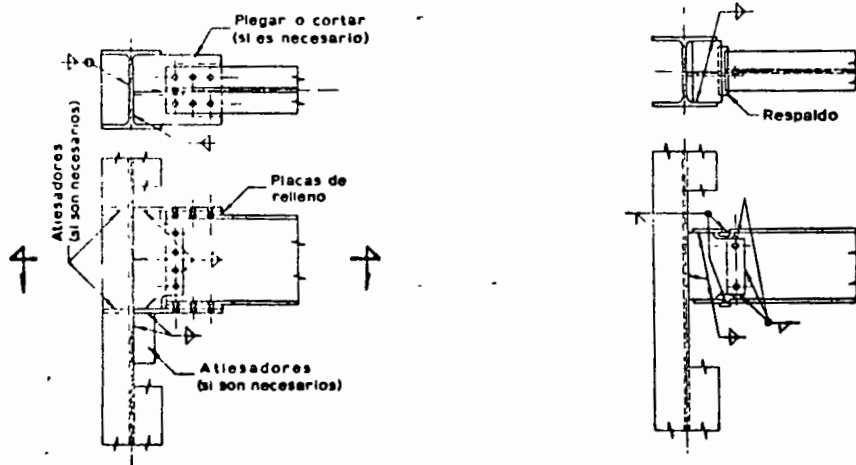 Plegar o cortar
(si es necesario)
Respaldo
Atiesadores
(si son necesarios)
Placas de
relleno
Atiesadores
(si son necesarios)